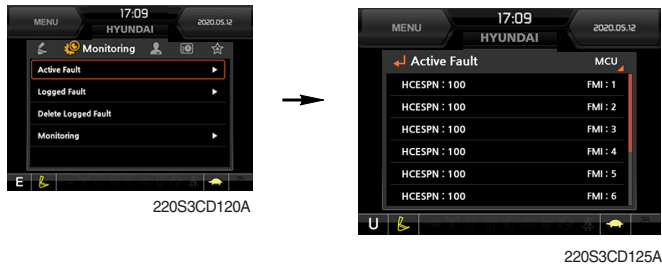 MENU
17:09
HYUNDAI
2020.05.12
Monitoring
Active Fault
Logged Fault
Delete Logged Fault
Monitoring
E
220S3CD120A
MENU
17:09
HYUNDAI
2020.05.12
Active Fault MCU
HCESPN : 100 FMI : 1
HCESPN : 100 FMI : 2
HCESPN : 100 FMI : 3
HCESPN : 100 FMI : 4
HCESPN : 100 FMI : 5
HCESPN : 100 FMI : 6
U
220S3CD125A